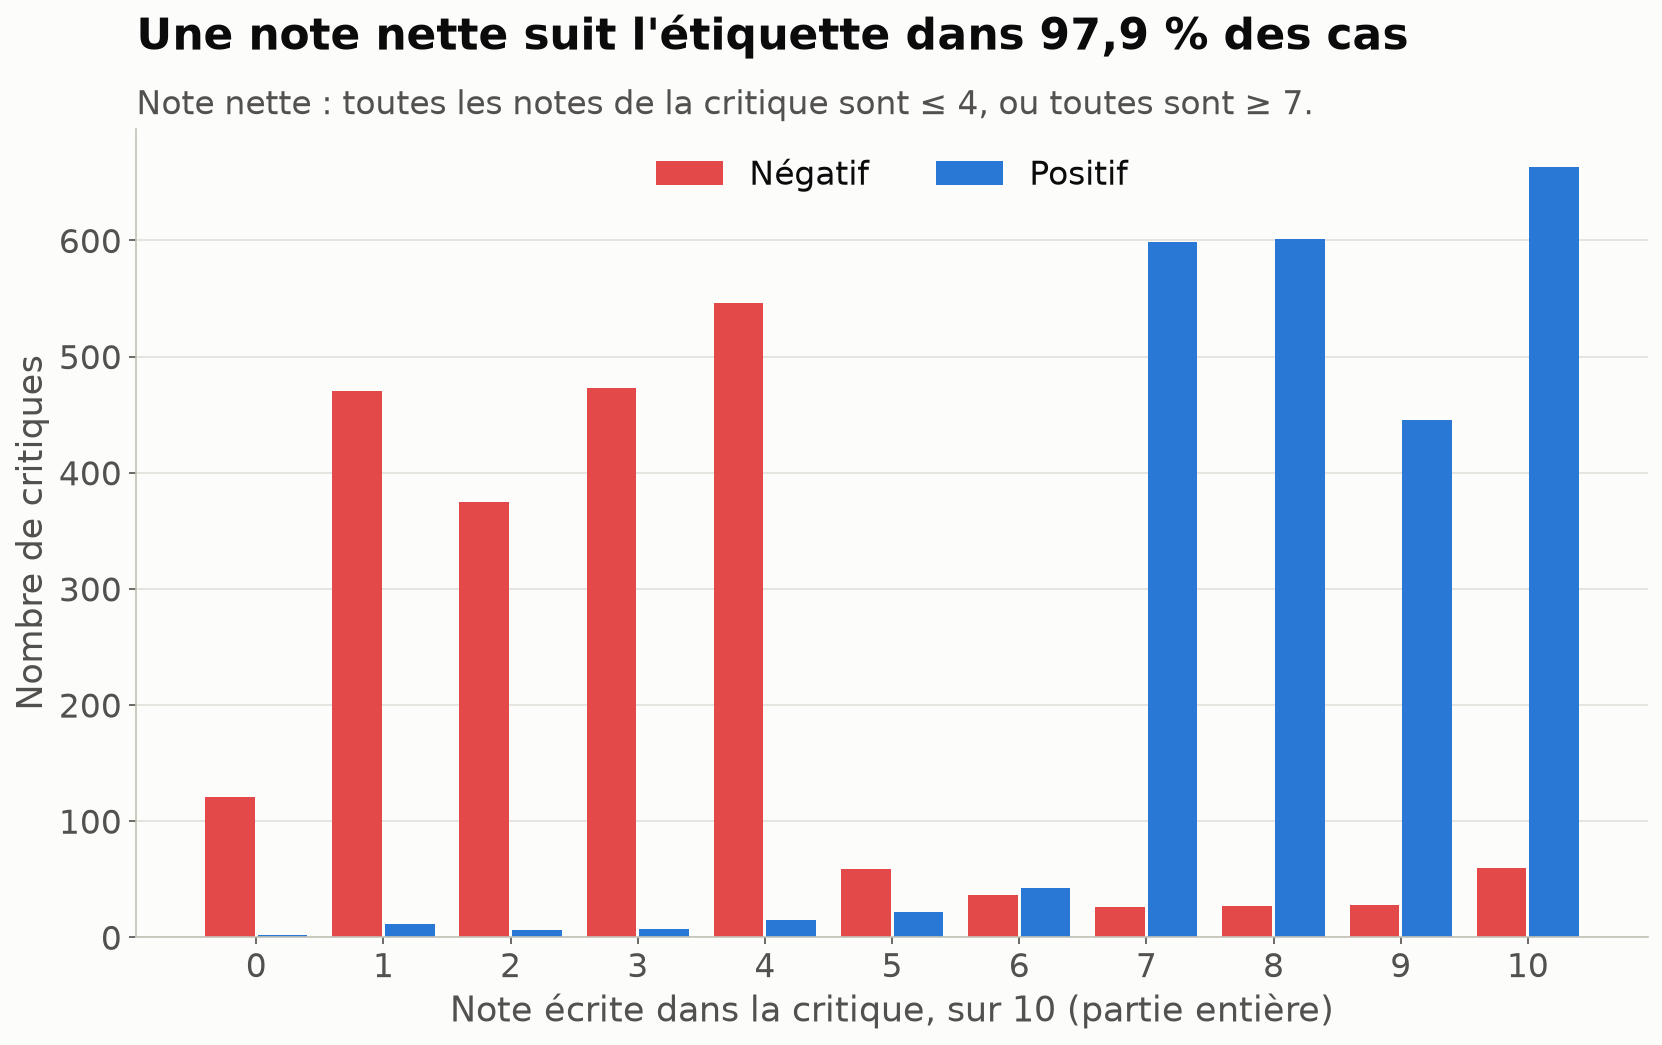 Une note nette suit l'étiquette dans 97,9 % des cas
Note nette : toutes les notes de la critique sont ≤ 4, ou toutes sont ≥ 7.
Négatif
Positif
Nombre de critiques
600
500
400
300
200
100
0
0 1 2 3 4 5 6 7 8 9 10
Note écrite dans la critique, sur 10 (partie entière)